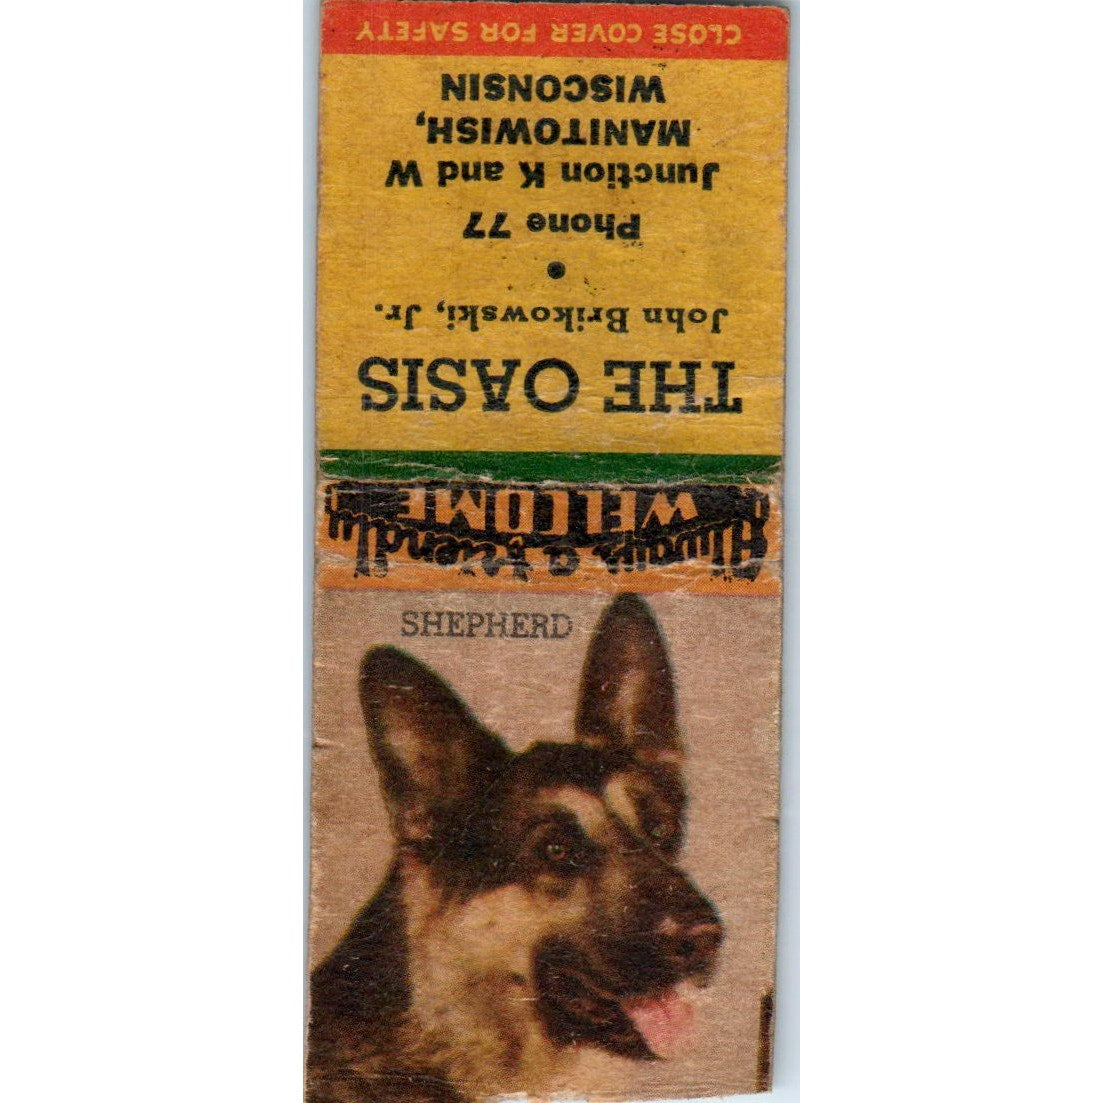 Always a friendly
WELCOME
THE OASIS
John Brikowski, Jr.
Phone 77
Junction K and W
MANITOWISH,
WISCONSIN
CLOSE COVER FOR SAFETY
SHEPHERD